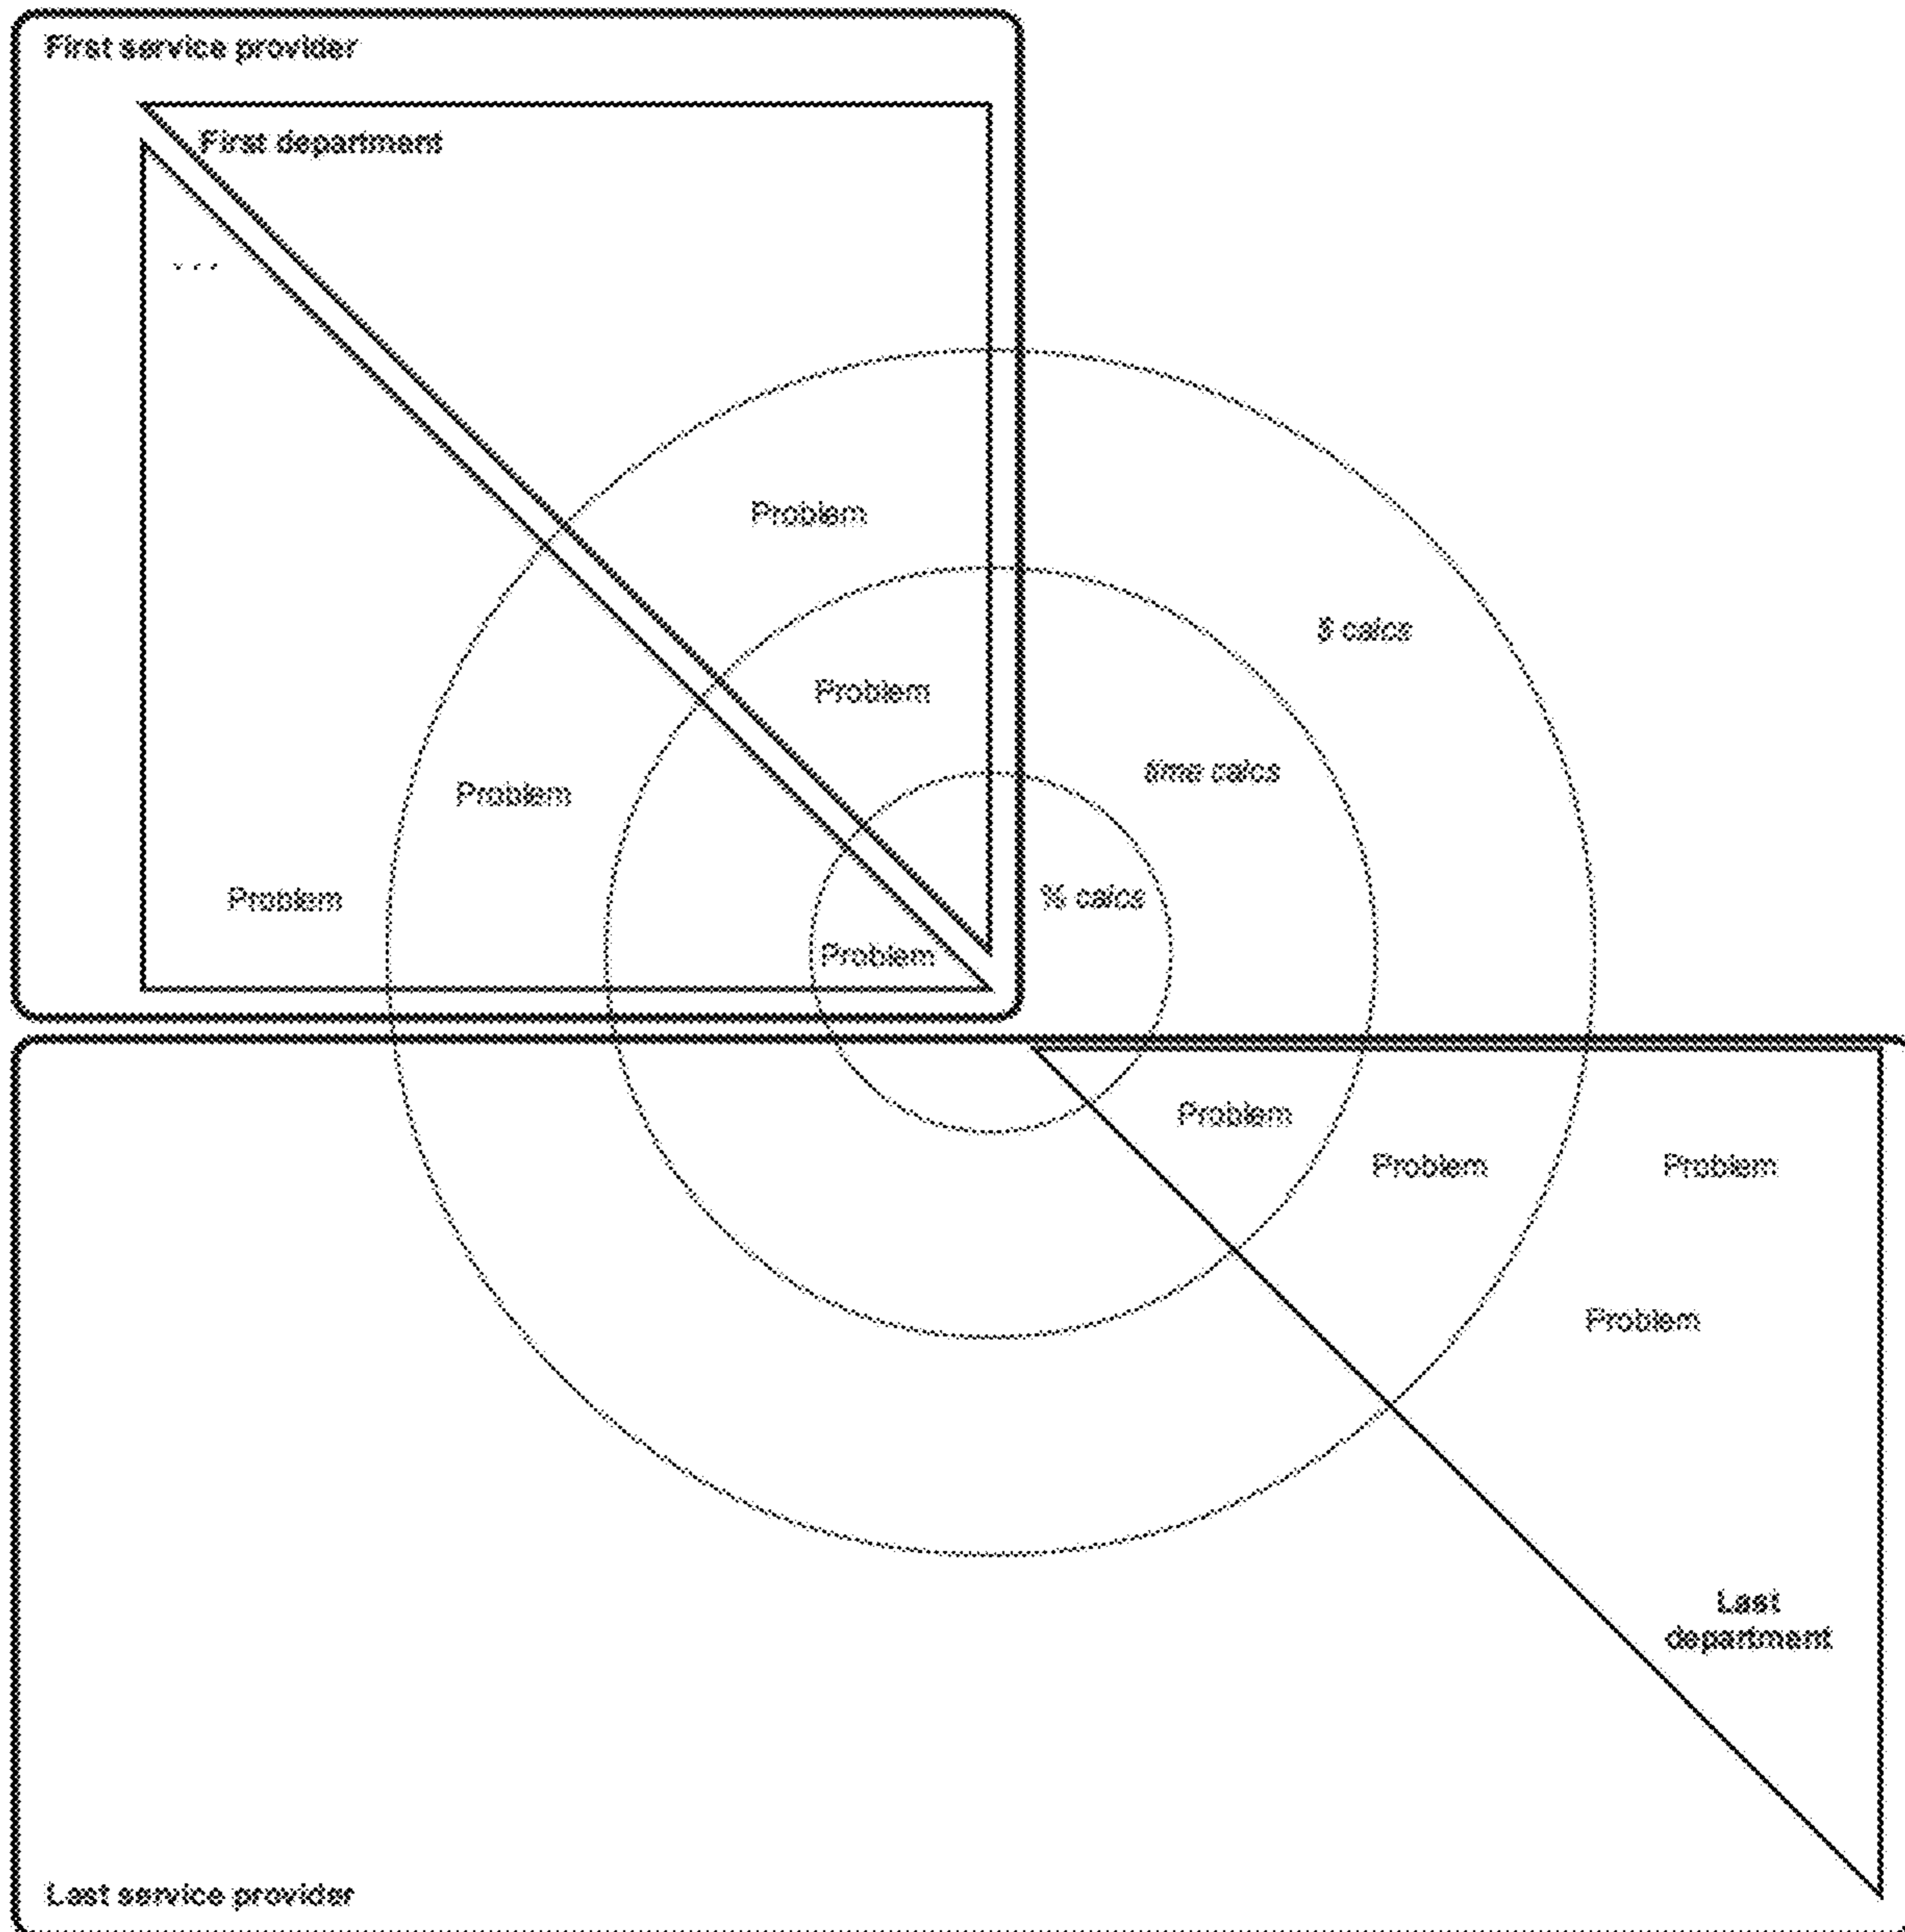 First service provider
First department
...
Problem
$ calcs
Problem
time calcs
Problem
% calcs
Problem
Problem
Problem
Problem
Problem
Problem
Last
department
Last service provider